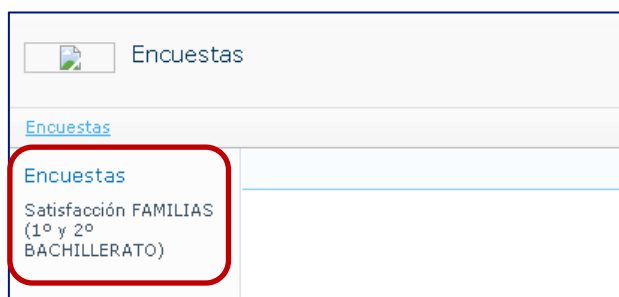 Encuestas
Encuestas
Encuestas
Satisfacción FAMILIAS
(1º y 2º
BACHILLERATO)